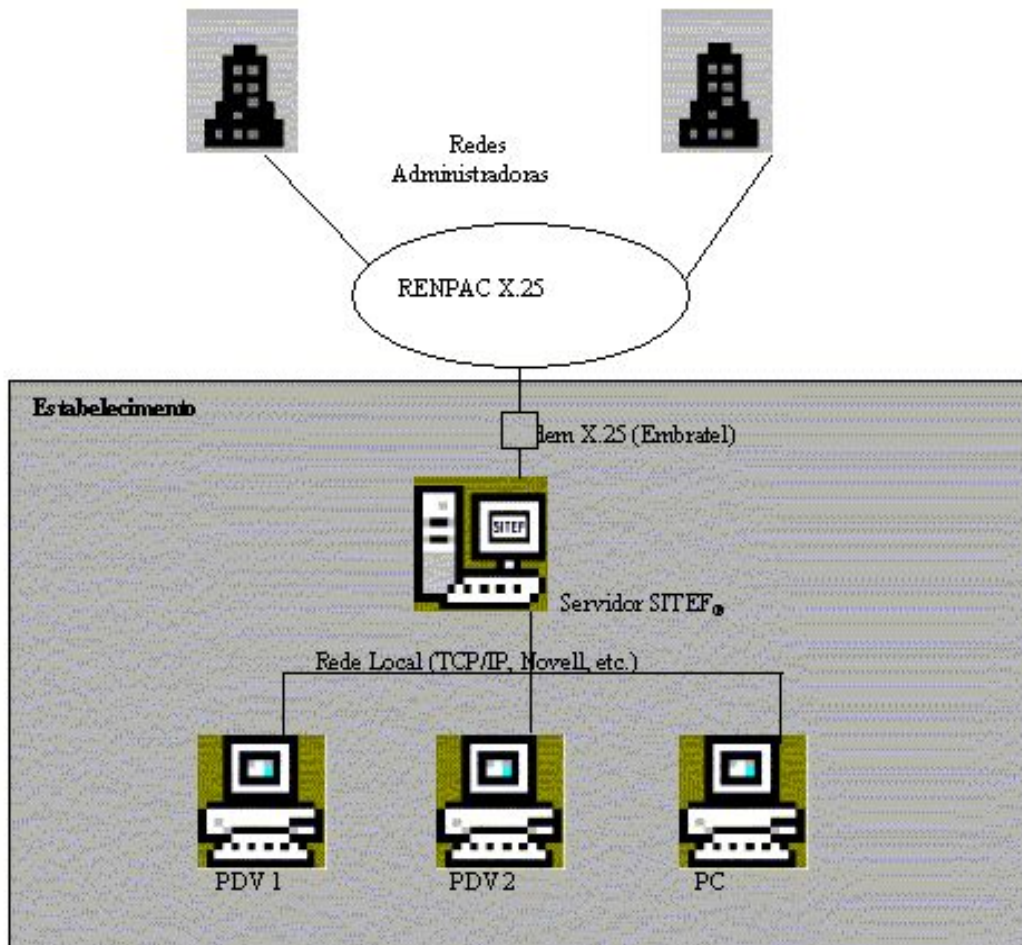 Redes
Administradoras
RENPAC X.25
Estabelecimento
dem X.25 (Embratel)
SITEF
Servidor SITEF®
Rede Local (TCP/IP, Novell, etc.)
PDV 1
PDV 2
PC